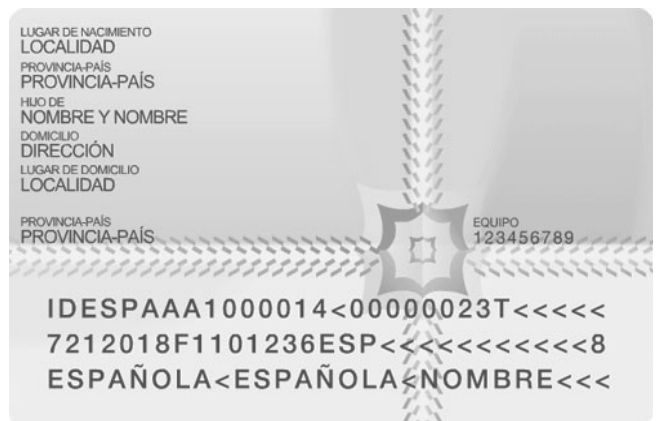 LUGAR DE NACIMIENTO
LOCALIDAD
PROVINCIA-PAÍS
PROVINCIA-PAÍS
HIJO DE
NOMBRE Y NOMBRE
DOMICILIO
DIRECCIÓN
LUGAR DE DOMICILIO
LOCALIDAD
PROVINCIA-PAÍS
PROVINCIA-PAÍS
EQUIPO
123456789
IDESPAAA1000014<00000023T<<<<<
7212018F1101236ESP<<<<<<<<<<<8
ESPAÑOLA<ESPAÑOLA<NOMBRE<<<